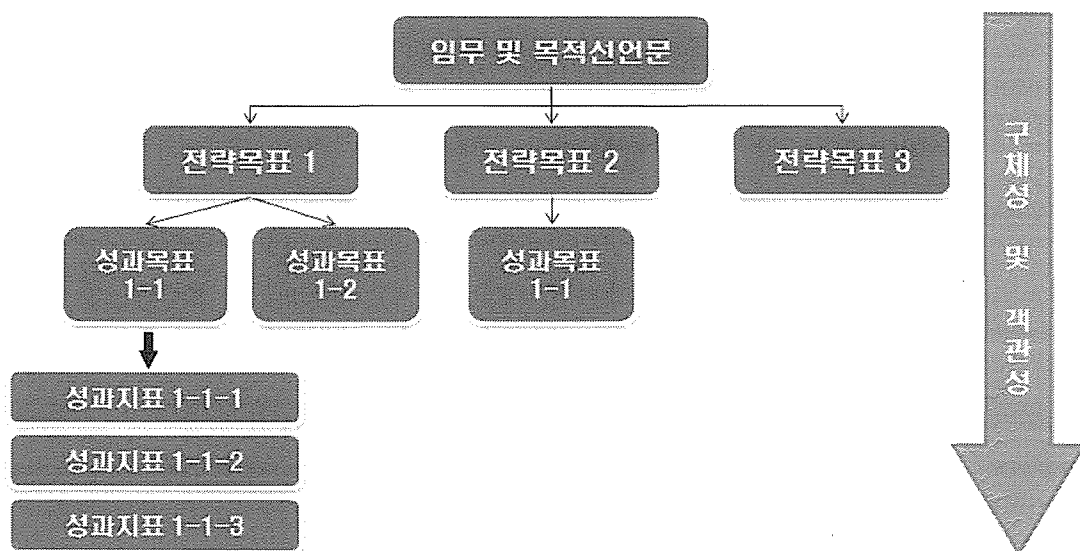 임무 및 목적선언문
전략목표 1
전략목표 2
전략목표 3
성과목표
1-1
성과목표
1-2
성과목표
1-1
성과지표 1-1-1
성과지표 1-1-2
성과지표 1-1-3
구체성 및 객관성